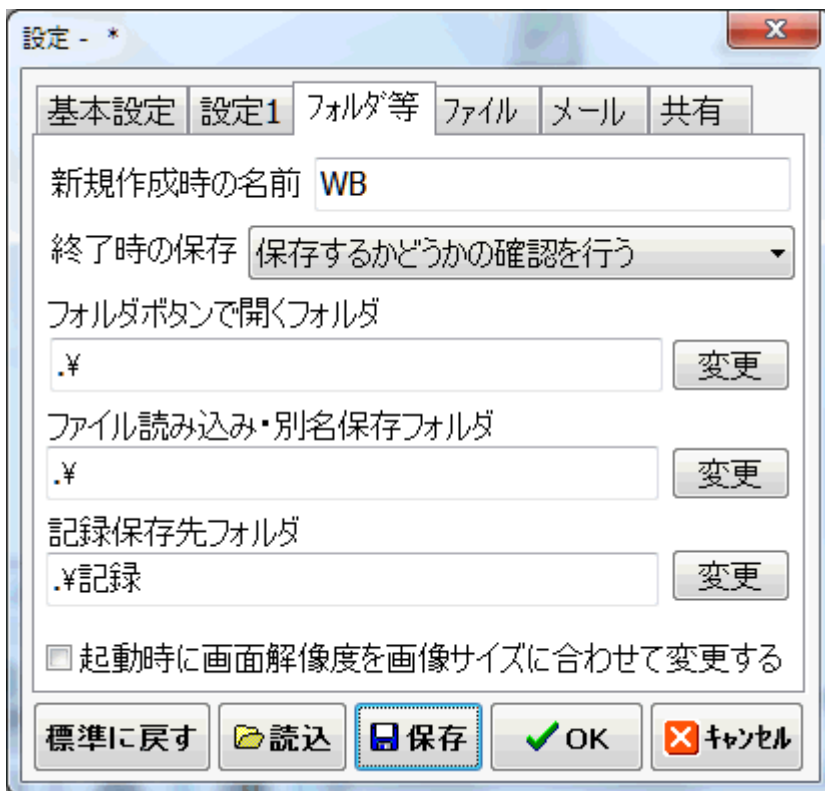 設定 - *
基本設定 設定1 フォルダ等 ファイル メール 共有
新規作成時の名前 WB
終了時の保存 保存するかどうかの確認を行う
フォルダボタンで開くフォルダ
.¥ 変更
ファイル読み込み・別名保存フォルダ
.¥ 変更
記録保存先フォルダ
.¥記録 変更
起動時に画面解像度を画像サイズに合わせて変更する
標準に戻す 読込 保存 OK キャンセル